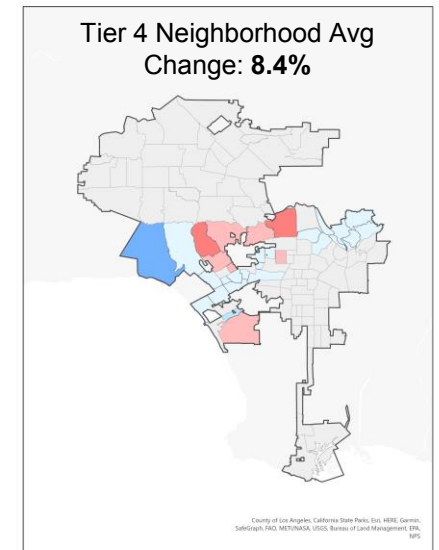 Tier 4 Neighborhood Avg
Change: 8.4%
County of Los Angeles, California State Parks, Esri, HERE, Garmin,
SafeGraph, FAO, METI/NASA, USGS, Bureau of Land Management, EPA,
NPS